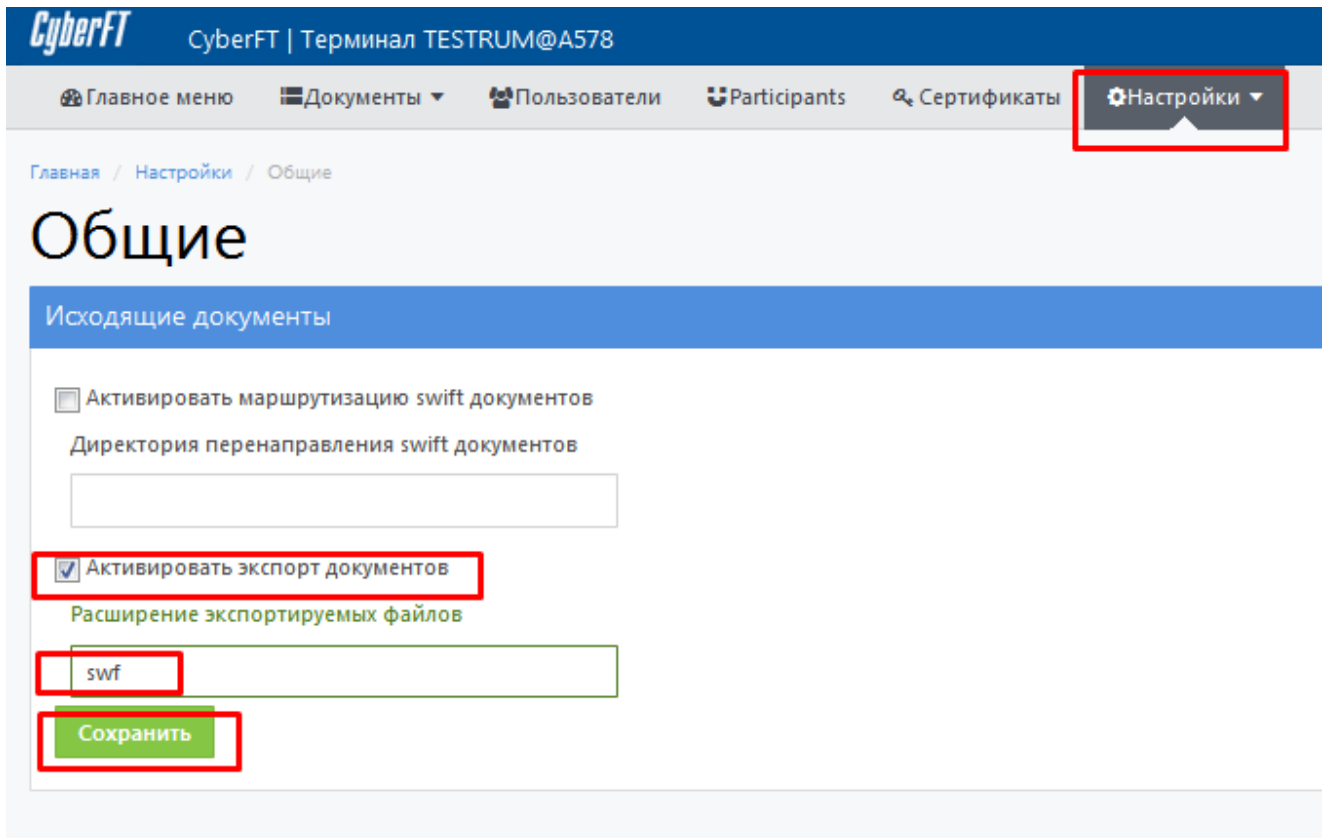 CyberFT CyberFT | Терминал TESTRUM@A578
Главное меню Документы Пользователи Participants Сертификаты Настройки
Главная / Настройки / Общие
Общие
Исходящие документы
Активировать маршрутизацию swift документов
Директория перенаправления swift документов
Активировать экспорт документов
Расширение экспортируемых файлов
swf
Сохранить